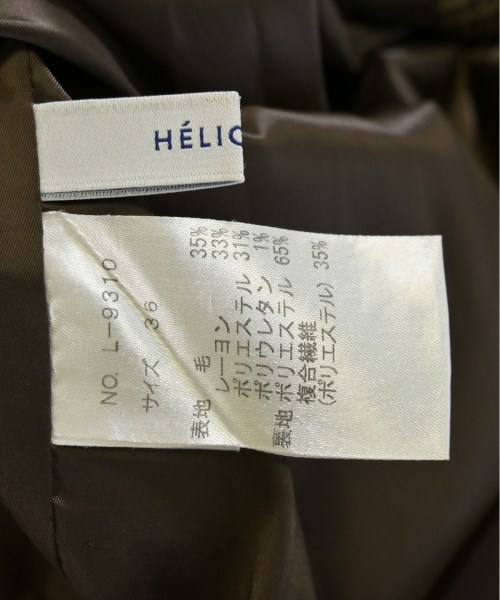 HÉLIO
NO. L-9310
サイズ 36
表地 毛 35%
レーヨン 33%
ポリエステル 31%
ポリウレタン 1%
裏地 ポリエステル 65%
複合繊維 35%
(ポリエステル)